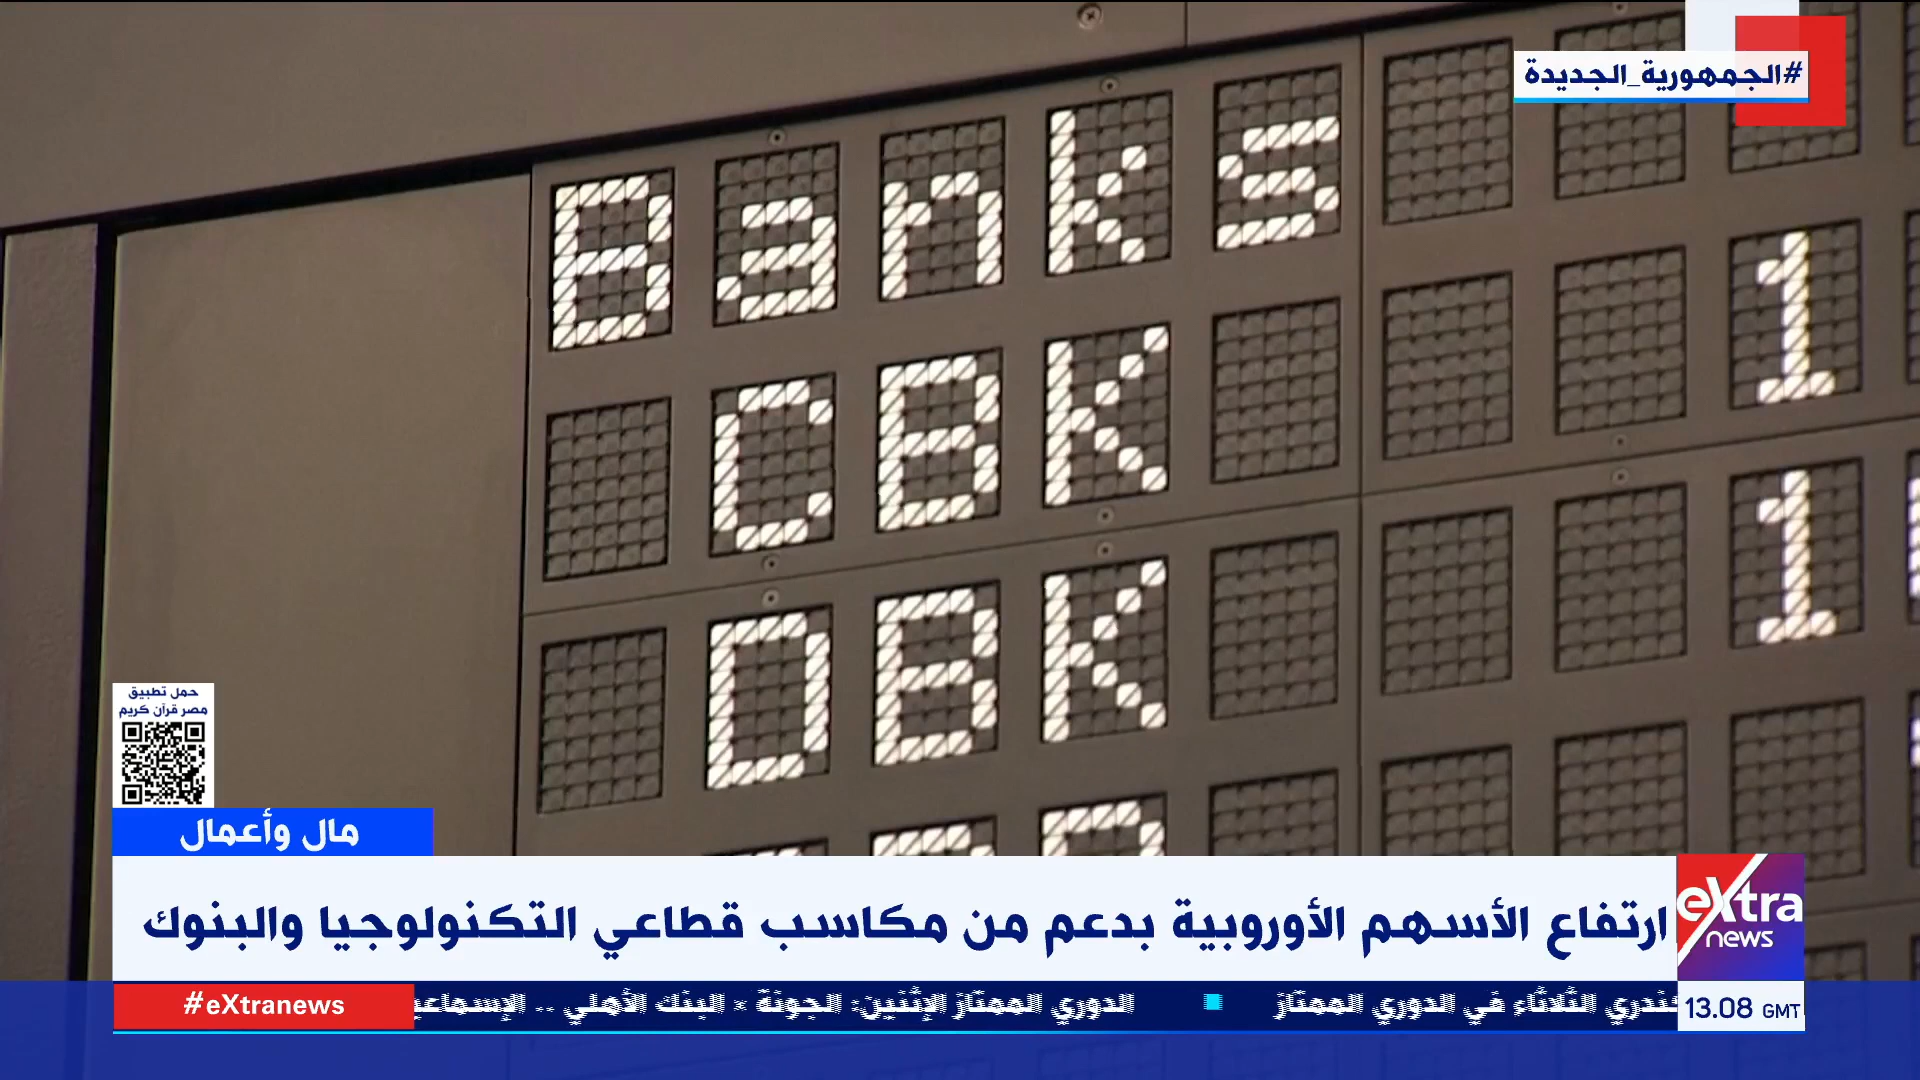 #الجمهورية_الجديدة
Banks
CBK 1
DBK 1
حمل تطبيق
مصر قرآن كريم
مال وأعمال
ارتفاع الأسهم الأوروبية بدعم من مكاسب قطاعي التكنولوجيا والبنوك
eXtra
news
#eXtranews
الثلاثاء في الدوري الممتاز ■ الدوري الممتاز الإثنين: الجونة × البنك الأهلي ..
13.08 GMT